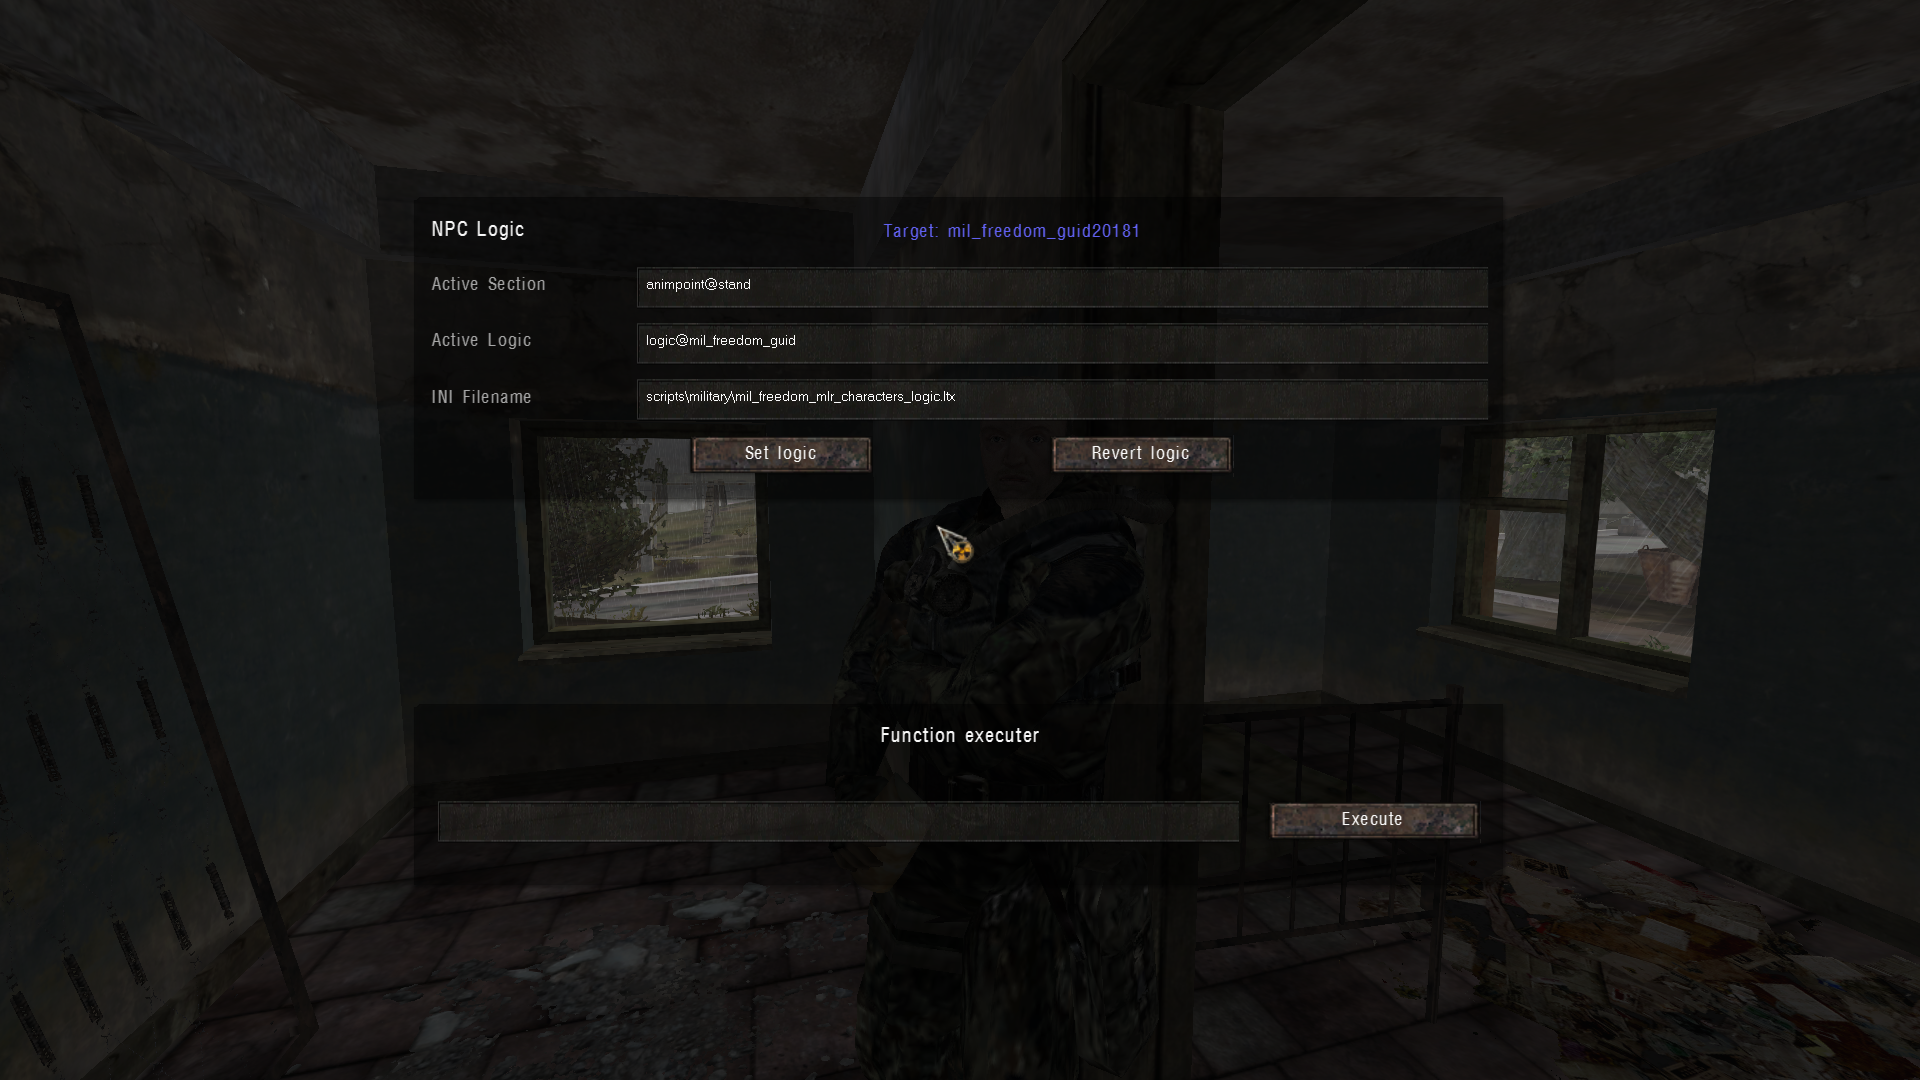 NPC Logic
Target: mil_freedom_guid20181
Active Section
animpoint@stand
Active Logic
logic@mil_freedom_guid
INI Filename
scripts\military\mil_freedom_mlr_characters_logic.ltx
Set logic
Revert logic
Function executer
Execute